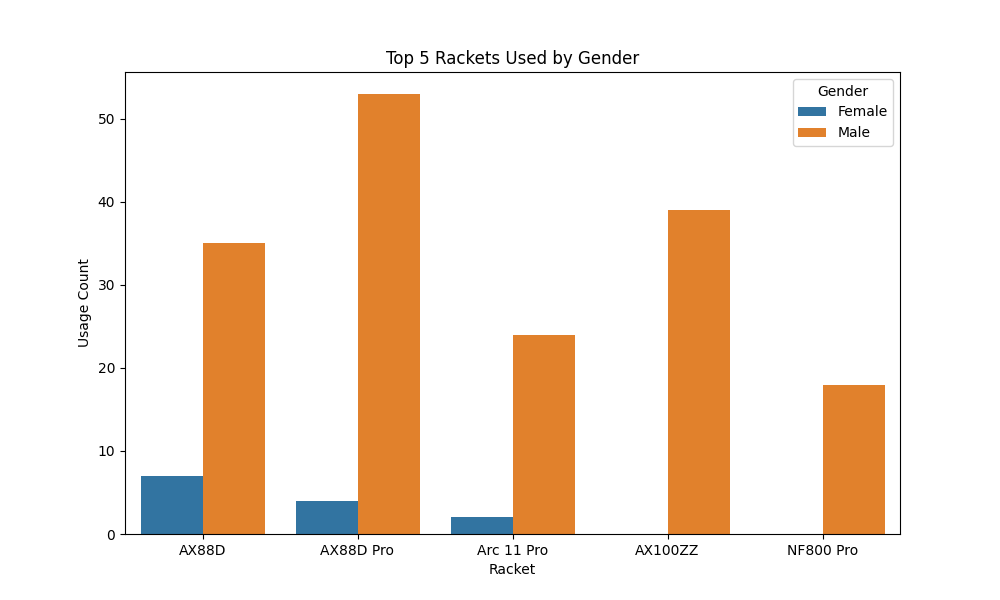 Top 5 Rackets Used by Gender
Gender
Female
Male
Usage Count
50
40
30
20
10
0
AX88D
AX88D Pro
Arc 11 Pro
AX100ZZ
NF800 Pro
Racket